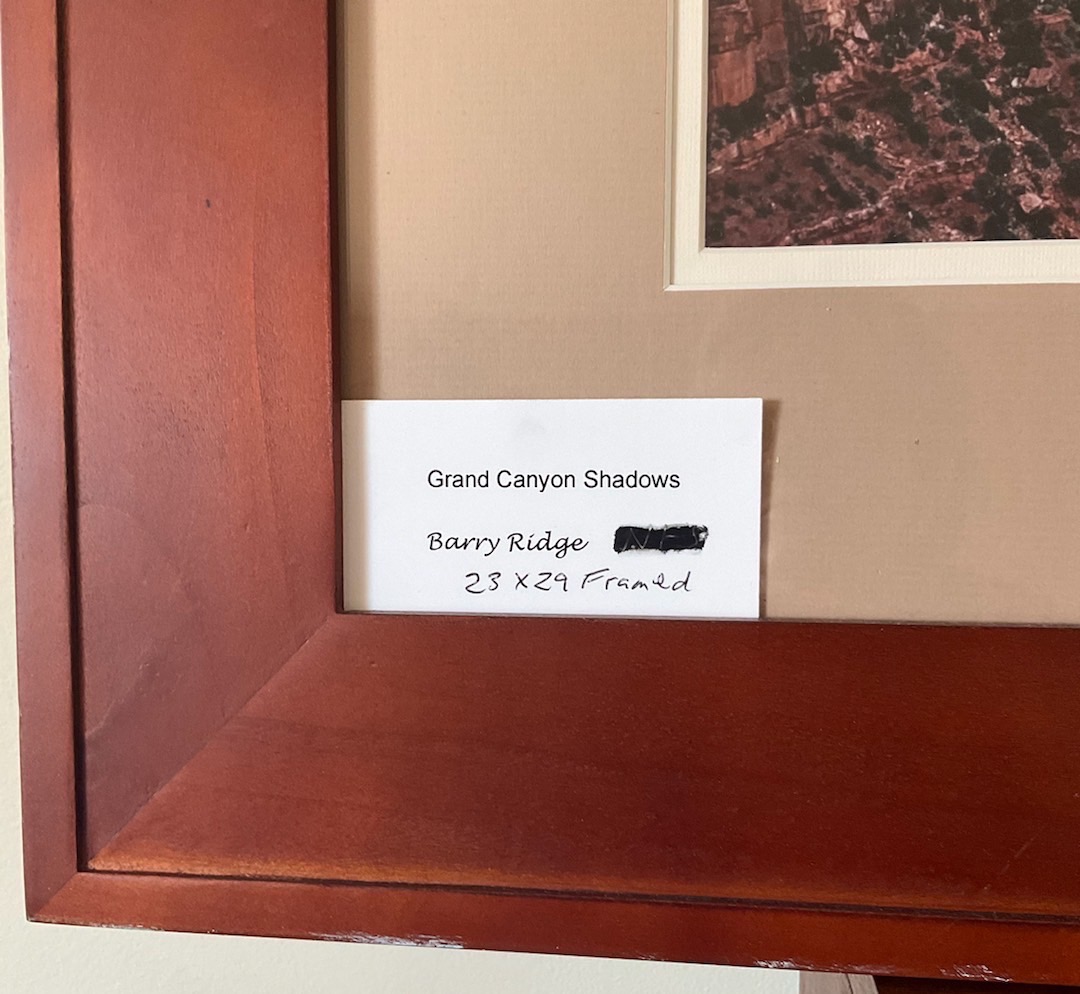 Grand Canyon Shadows
Barry Ridge
23 x 29 Framed